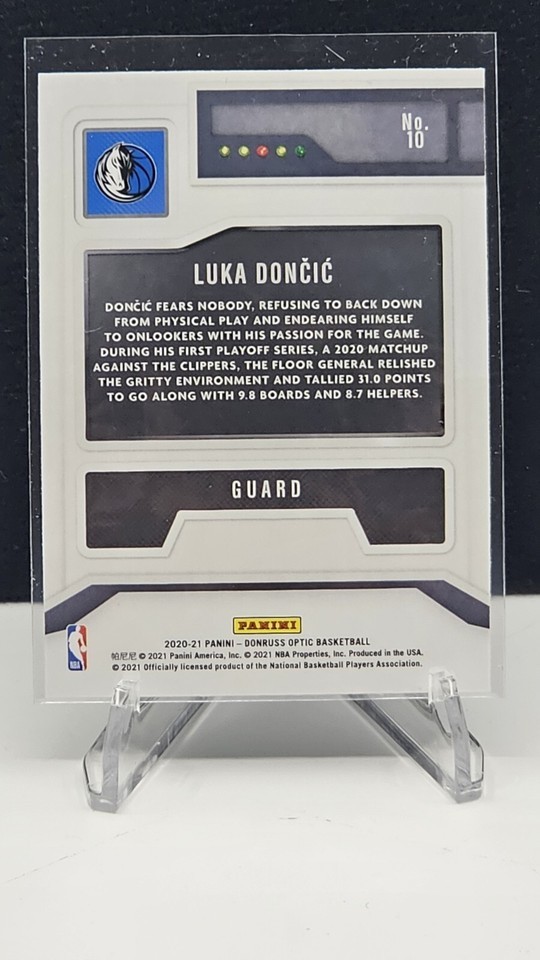 No.
10
LUKA DONČIĆ
DONČIĆ FEARS NOBODY, REFUSING TO BACK DOWN
FROM PHYSICAL PLAY AND ENDEARING HIMSELF
TO ONLOOKERS WITH HIS PASSION FOR THE GAME.
DURING HIS FIRST PLAYOFF SERIES, A 2020 MATCHUP
AGAINST THE CLIPPERS, THE FLOOR GENERAL RELISHED
THE GRITTY ENVIRONMENT AND TALLIED 31.0 POINTS
TO GO ALONG WITH 9.8 BOARDS AND 8.7 HELPERS.
GUARD
PANINI
2020-21 PANINI – DONRUSS OPTIC BASKETBALL
帕尼尼 © 2021 Panini America, Inc. © 2021 NBA Properties, Inc. Produced in the USA.
© 2021 Officially licensed product of the National Basketball Players Association.
NBA